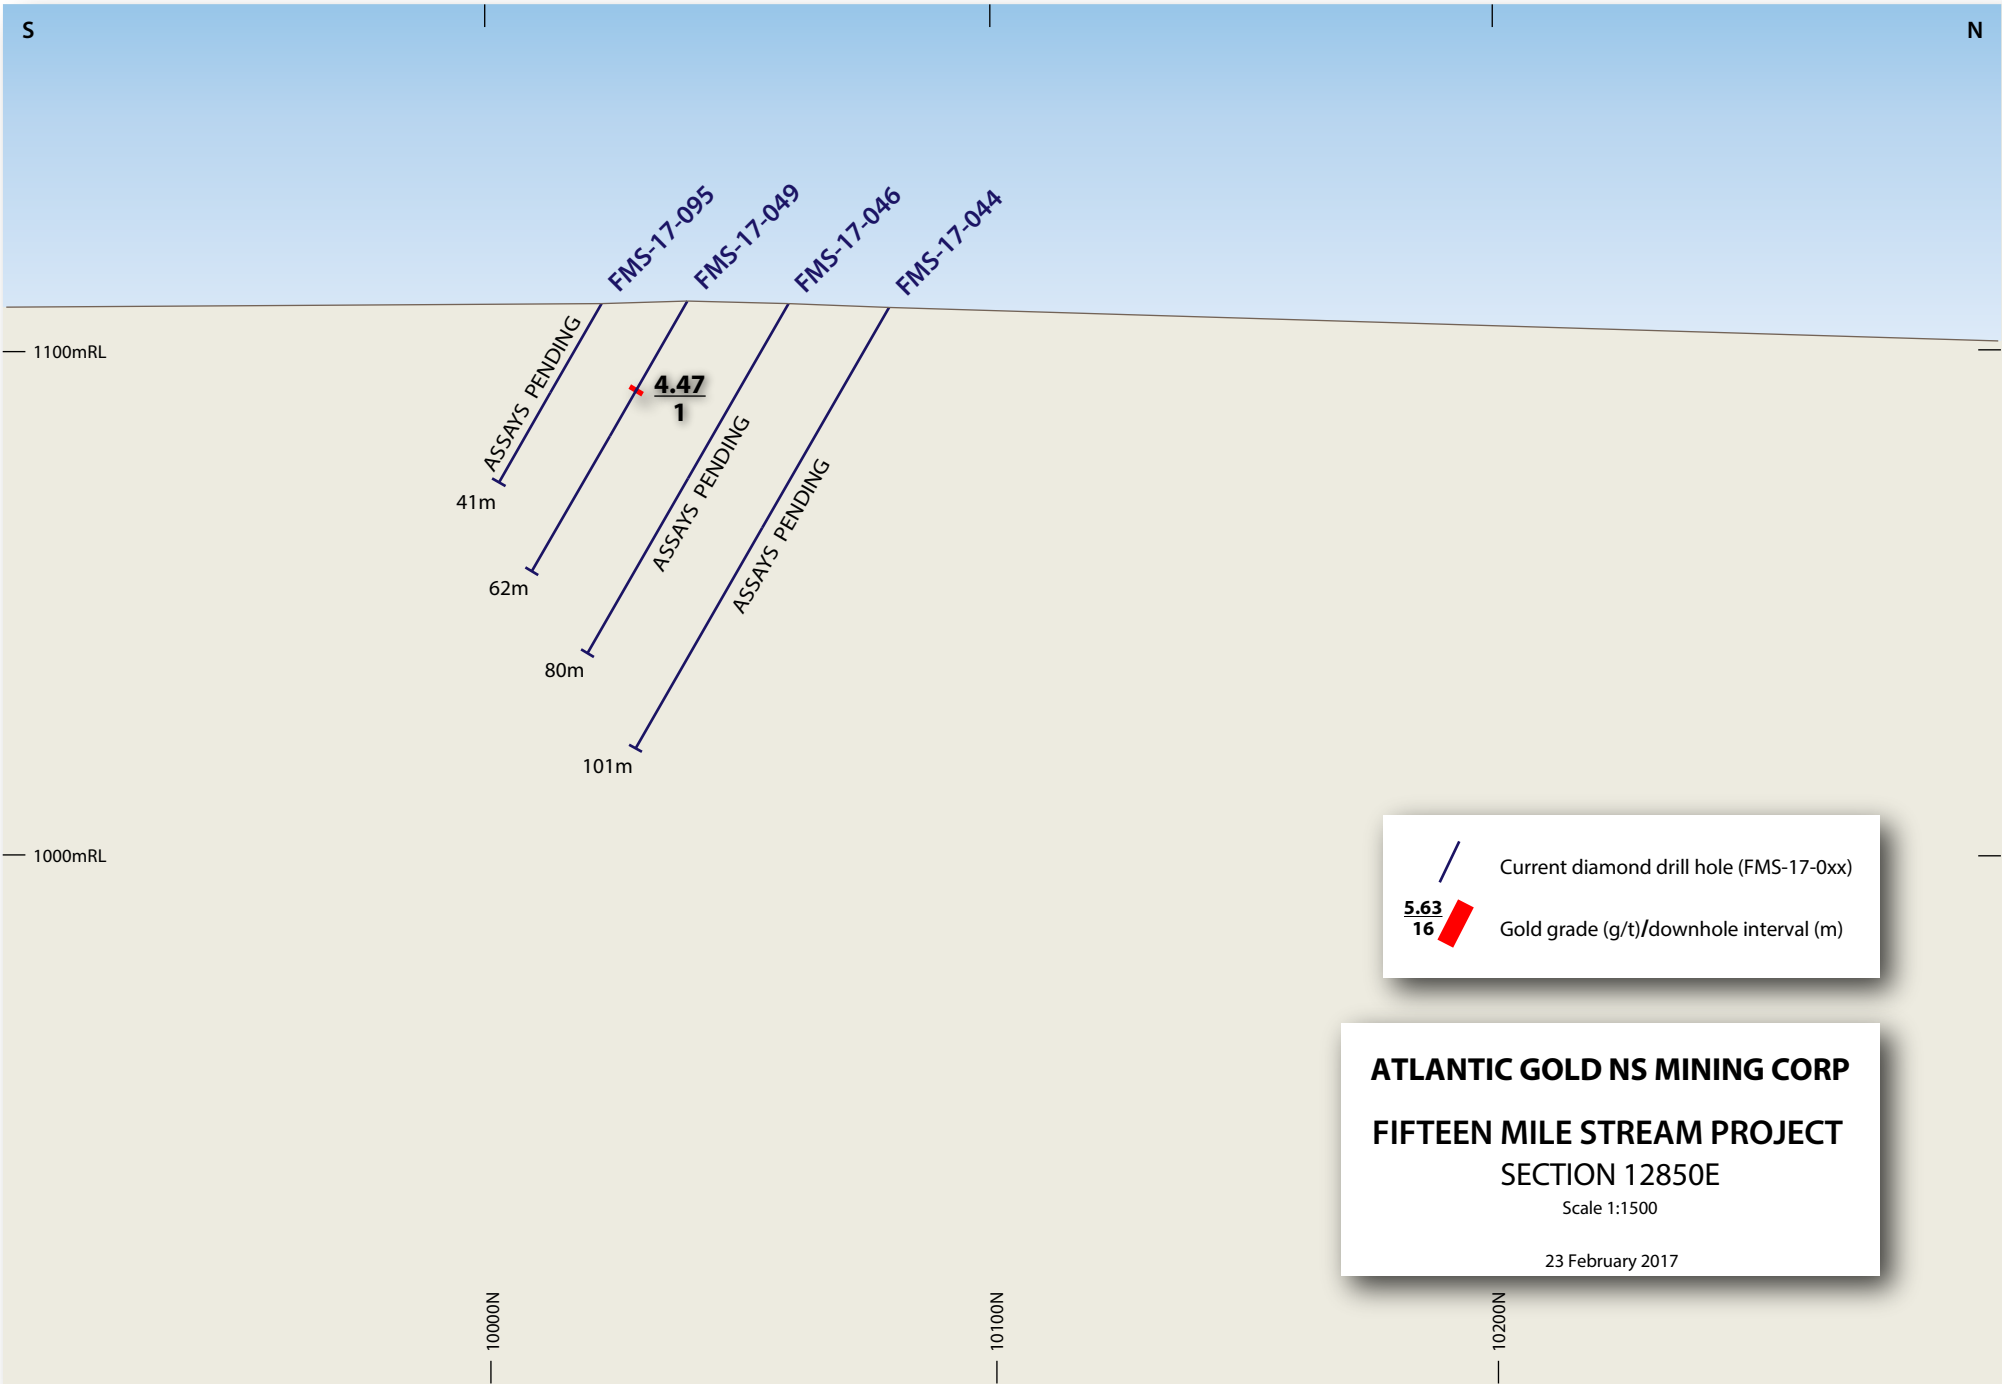 S
N
FMS-17-095
FMS-17-049
FMS-17-046
FMS-17-044
1100mRL
ASSAYS PENDING
4.47
1
ASSAYS PENDING
ASSAYS PENDING
41m
62m
80m
101m
1000mRL
Current diamond drill hole (FMS-17-0xx)
5.63
16
Gold grade (g/t)/downhole interval (m)
ATLANTIC GOLD NS MINING CORP
FIFTEEN MILE STREAM PROJECT
SECTION 12850E
Scale 1:1500
23 February 2017
10000N
10100N
10200N